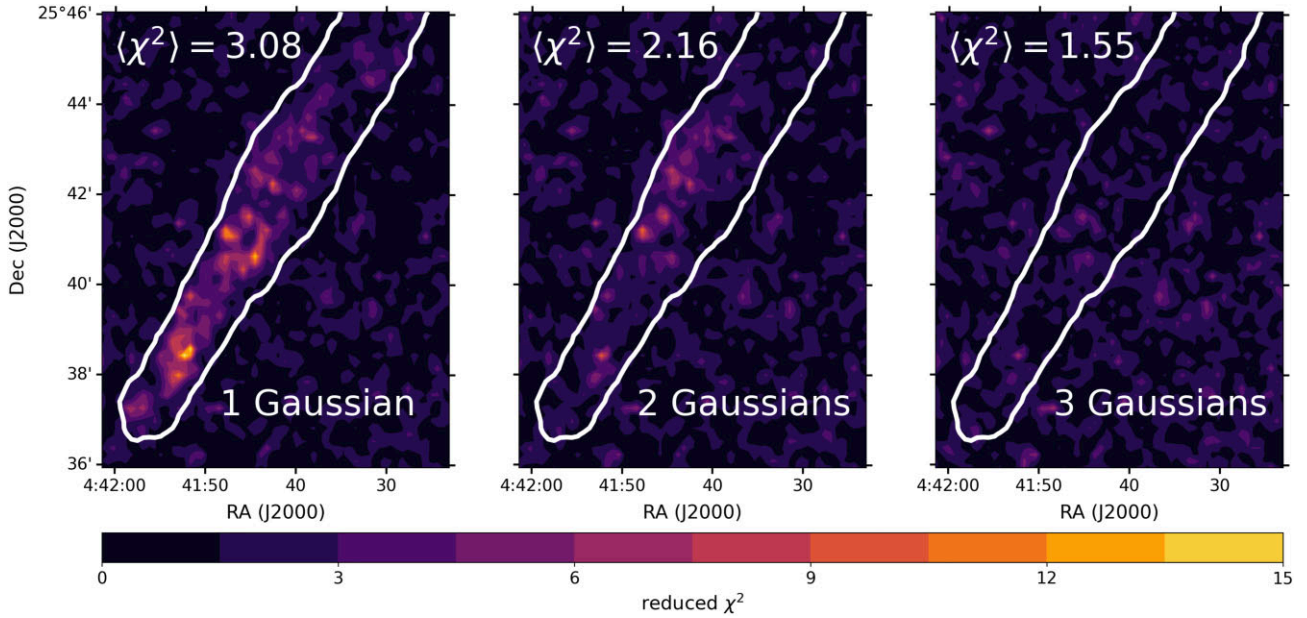 ⟨χ²⟩ = 3.08
⟨χ²⟩ = 2.16
⟨χ²⟩ = 1.55
25°46'
44'
42'
40'
38'
36'
Dec (J2000)
1 Gaussian
2 Gaussians
3 Gaussians
4:42:00 41:50 40 30
4:42:00 41:50 40 30
4:42:00 41:50 40 30
RA (J2000)
RA (J2000)
RA (J2000)
0 3 6 9 12 15
reduced χ²